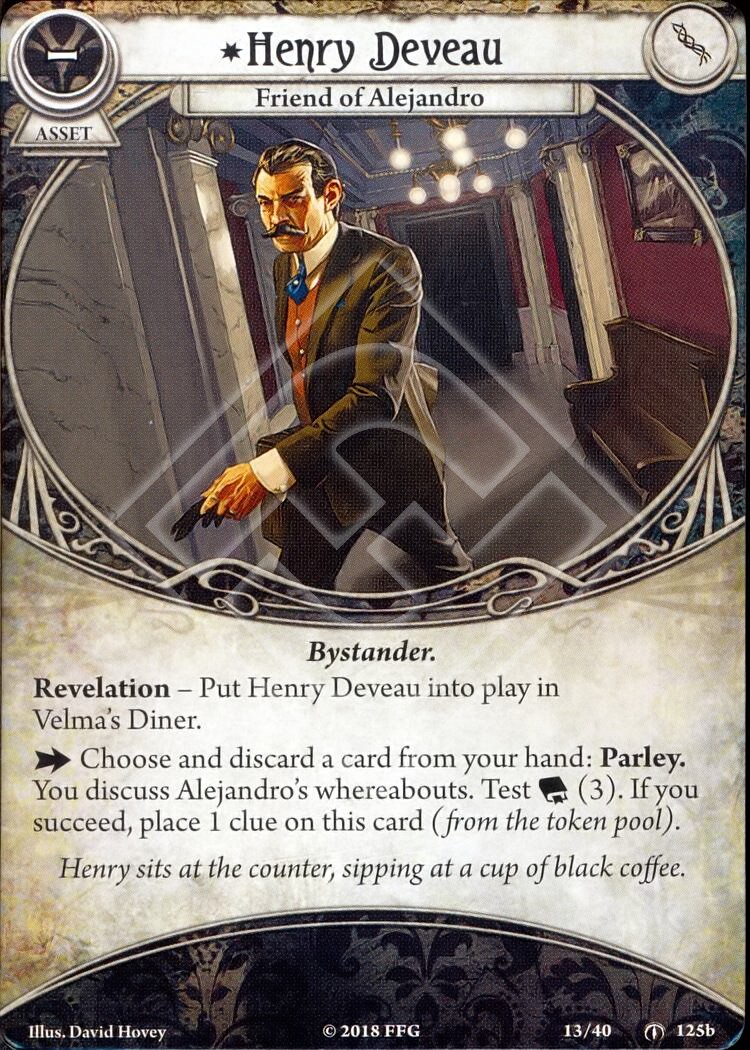 Henry Deveau
Friend of Alejandro
ASSET
Bystander.
Revelation – Put Henry Deveau into play in
Velma's Diner.
Choose and discard a card from your hand: Parley.
You discuss Alejandro's whereabouts. Test (3). If you
succeed, place 1 clue on this card (from the token pool).
Henry sits at the counter, sipping at a cup of black coffee.
Illus. David Hovey © 2018 FFG 13/40 125b